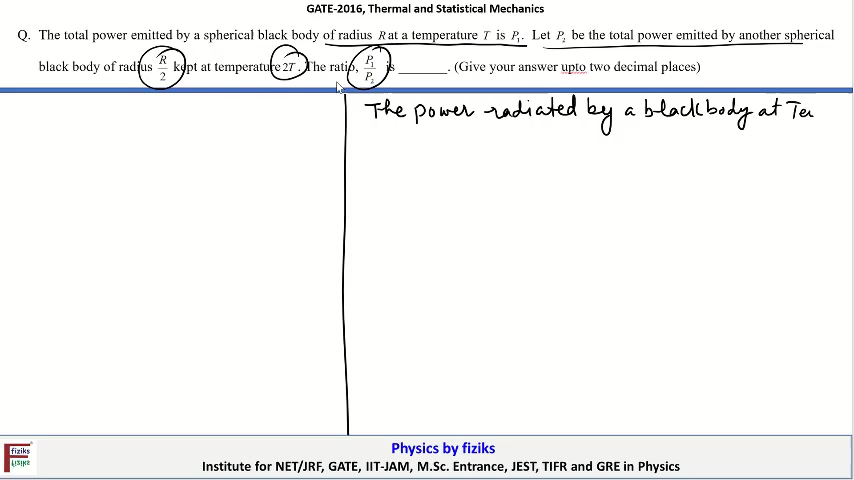 GATE-2016, Thermal and Statistical Mechanics
Q. The total power emitted by a spherical black body of radius R at a temperature T is P₁. Let P₂ be the total power emitted by another spherical
black body of radius R/2 kept at temperature 2T. The ratio, P₁/P₂ is _______. (Give your answer upto two decimal places)
The power radiated by a blackbody at Te
fiziks
Physics by fiziks
Institute for NET/JRF, GATE, IIT-JAM, M.Sc. Entrance, JEST, TIFR and GRE in Physics